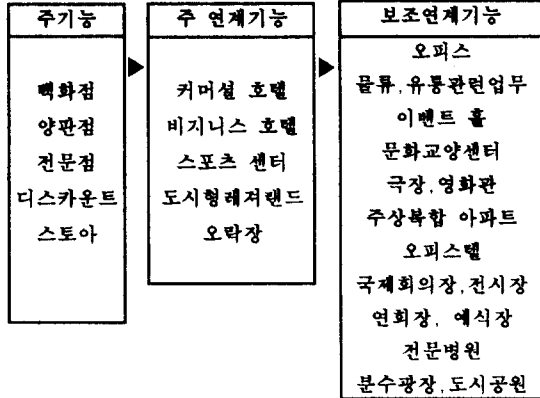 주기능
백화점
양판점
전문점
디스카운트
스토아
주 연계기능
커머셜 호텔
비지니스 호텔
스포츠 센터
도시형레져랜드
오락장
보조연계기능
오피스
물류,유통관련업무
이벤트 홀
문화교양센터
극장,영화관
주상복합 아파트
오피스텔
국제회의장,전시장
연회장, 예식장
전문병원
분수광장,도시공원